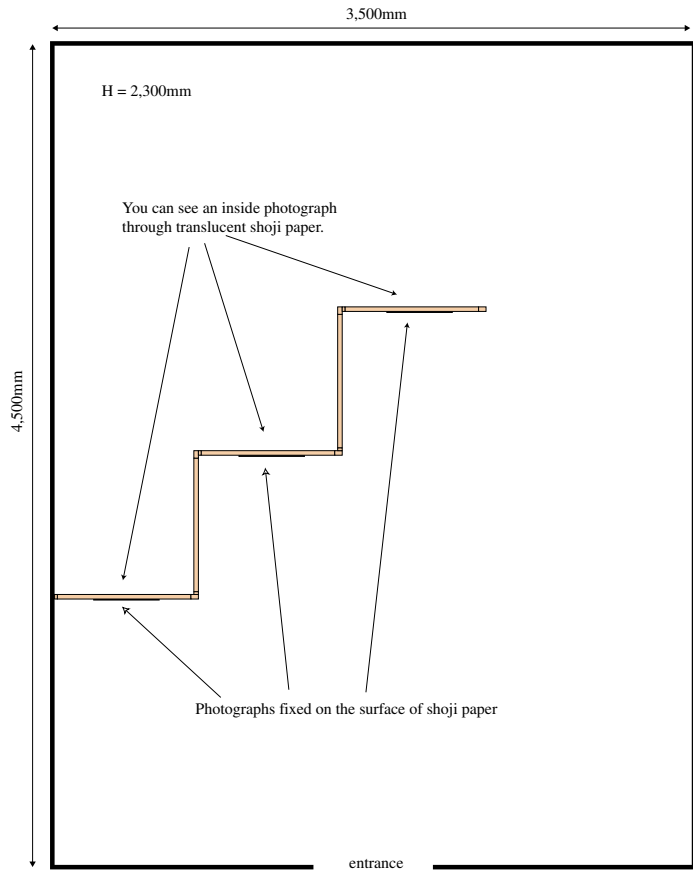 3,500mm
H = 2,300mm
You can see an inside photograph
through translucent shoji paper.
4,500mm
Photographs fixed on the surface of shoji paper
entrance